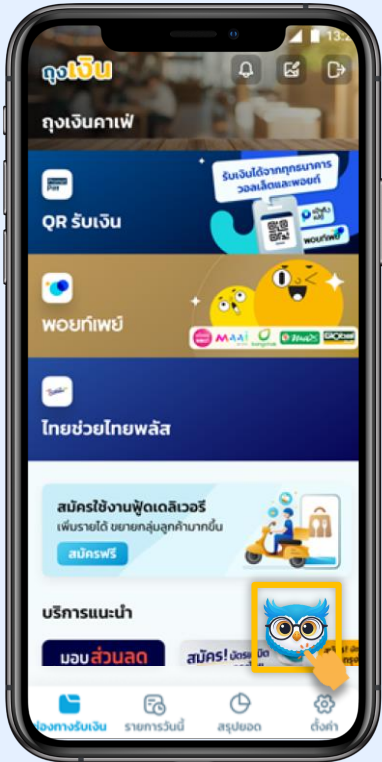 13:2
ถุงเงิน
ถุงเงินคาเฟ่
รับเงินได้จากทุกธนาคาร
วอลเล็ตและพอยท์
QR รับเงิน
พอยท์เพย์
maai
bangchak
ไทยช่วยไทยพลัส
สมัครใช้งานฟู้ดเดลิเวอรี
เพิ่มรายได้ ขยายกลุ่มลูกค้ามากขึ้น
สมัครฟรี
บริการแนะนำ
มอบส่วนลด
สมัคร!
ช่องทางรับเงิน
รายการวันนี้
สรุปยอด
ตั้งค่า